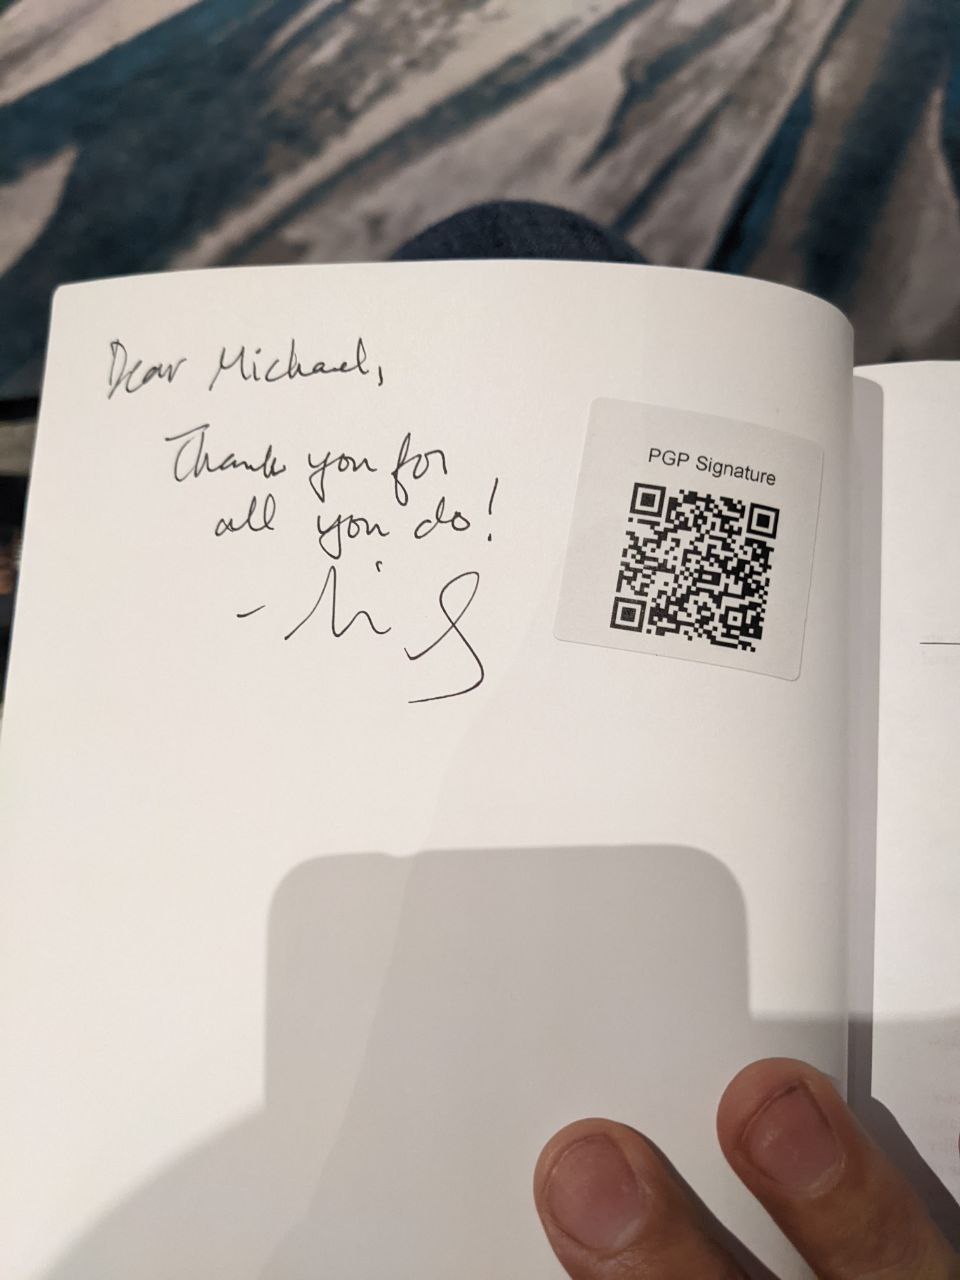 Dear Michael,
Thank you for
all you do!
PGP Signature